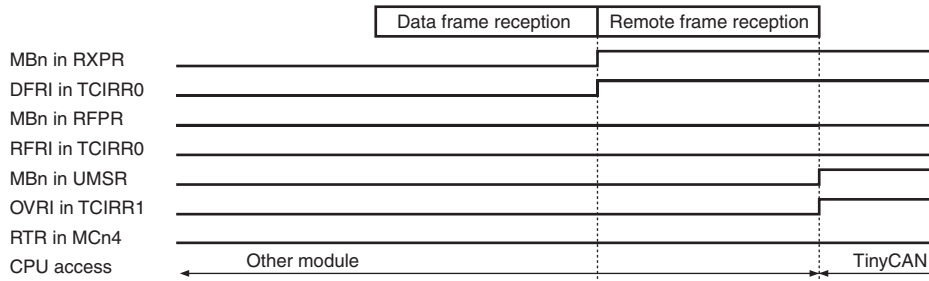 Data frame reception Remote frame reception
MBn in RXPR
DFRI in TCIRR0
MBn in RFPR
RFRI in TCIRR0
MBn in UMSR
OVRI in TCIRR1
RTR in MCn4
CPU access Other module TinyCAN